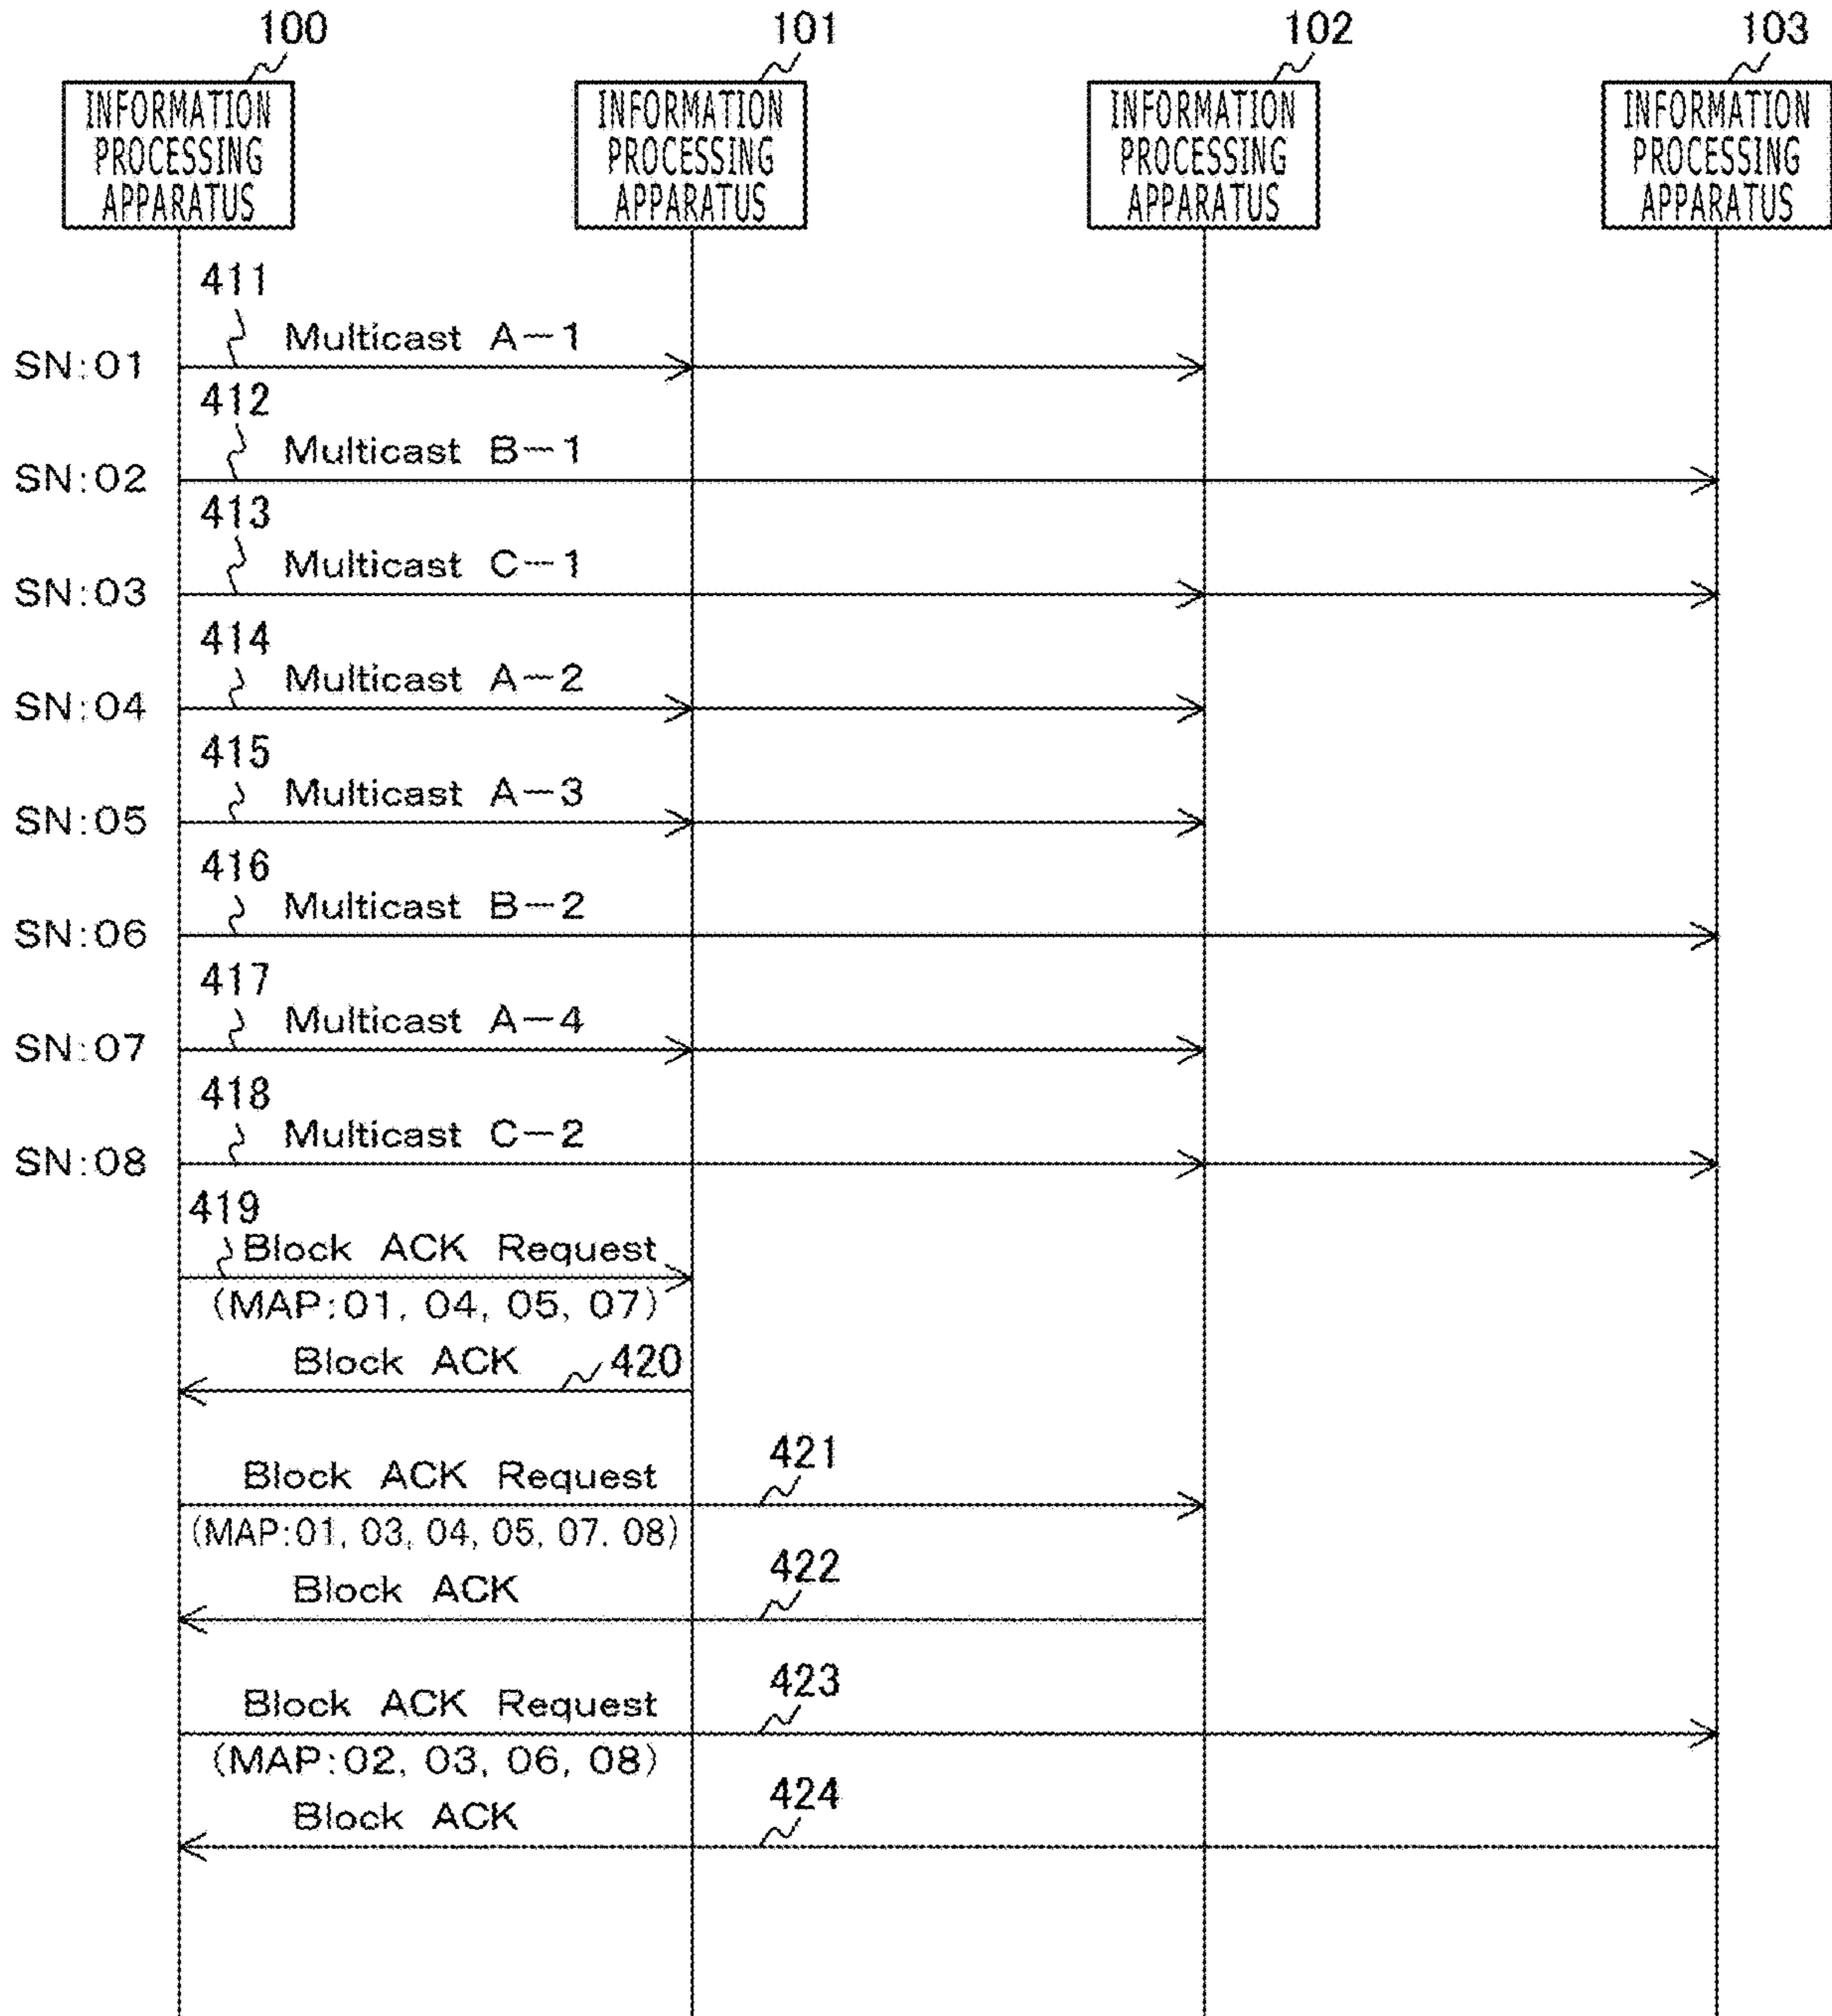 100
101
102
103
INFORMATION
PROCESSING
APPARATUS
INFORMATION
PROCESSING
APPARATUS
INFORMATION
PROCESSING
APPARATUS
INFORMATION
PROCESSING
APPARATUS
411
Multicast A-1
SN:01
412
Multicast B-1
SN:02
413
Multicast C-1
SN:03
414
Multicast A-2
SN:04
415
Multicast A-3
SN:05
416
Multicast B-2
SN:06
417
Multicast A-4
SN:07
418
Multicast C-2
SN:08
419
Block ACK Request
(MAP:01, 04, 05, 07)
Block ACK 420
421
Block ACK Request
(MAP:01, 03, 04, 05, 07, 08)
422
Block ACK
423
Block ACK Request
(MAP:02, 03, 06, 08)
424
Block ACK